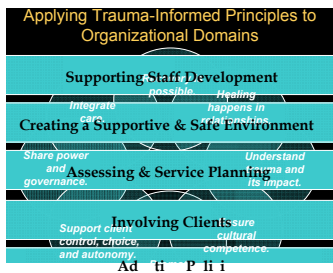 Applying Trauma-Informed Principles to
Organizational Domains
Supporting Staff Development
possible.
Healing
Integrate
happens in
care.
relationships.
Creating a Supportive & Safe Environment
Share power
and
governance.
Understand
trauma and
its impact.
Assessing & Service Planning
Involving Clients
Support client
control, choice,
and autonomy.
Ensure
cultural
competence.